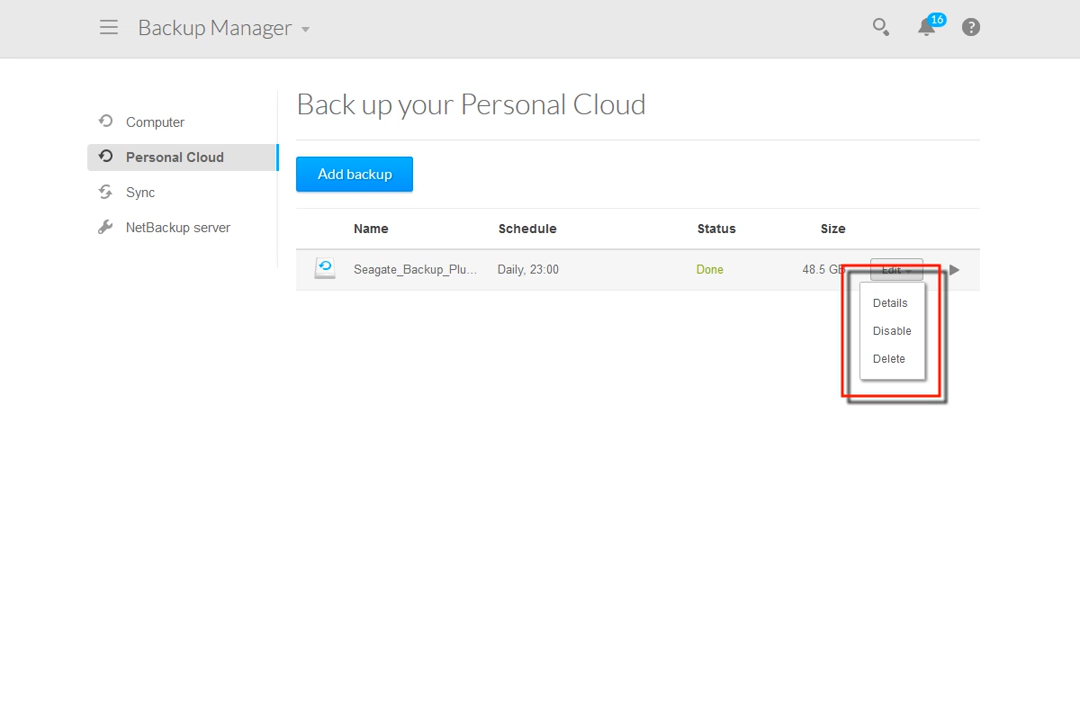 Backup Manager
16
?
Computer
Personal Cloud
Sync
NetBackup server
Back up your Personal Cloud
Add backup
Name Schedule Status Size
Seagate_Backup_Plu... Daily, 23:00 Done 48.5 GB Edit
Details
Disable
Delete